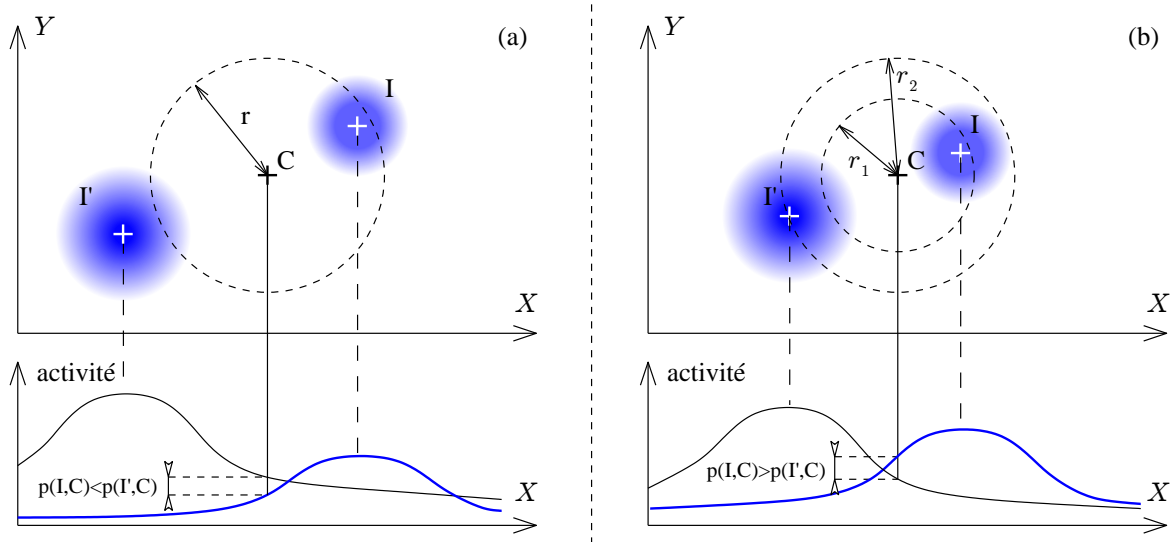 Y
(a)
I
r
C
I'
X
activité
p(I,C)<p(I',C)
X
Y
(b)
r2
I
C
r1
I'
X
activité
p(I,C)>p(I',C)
X